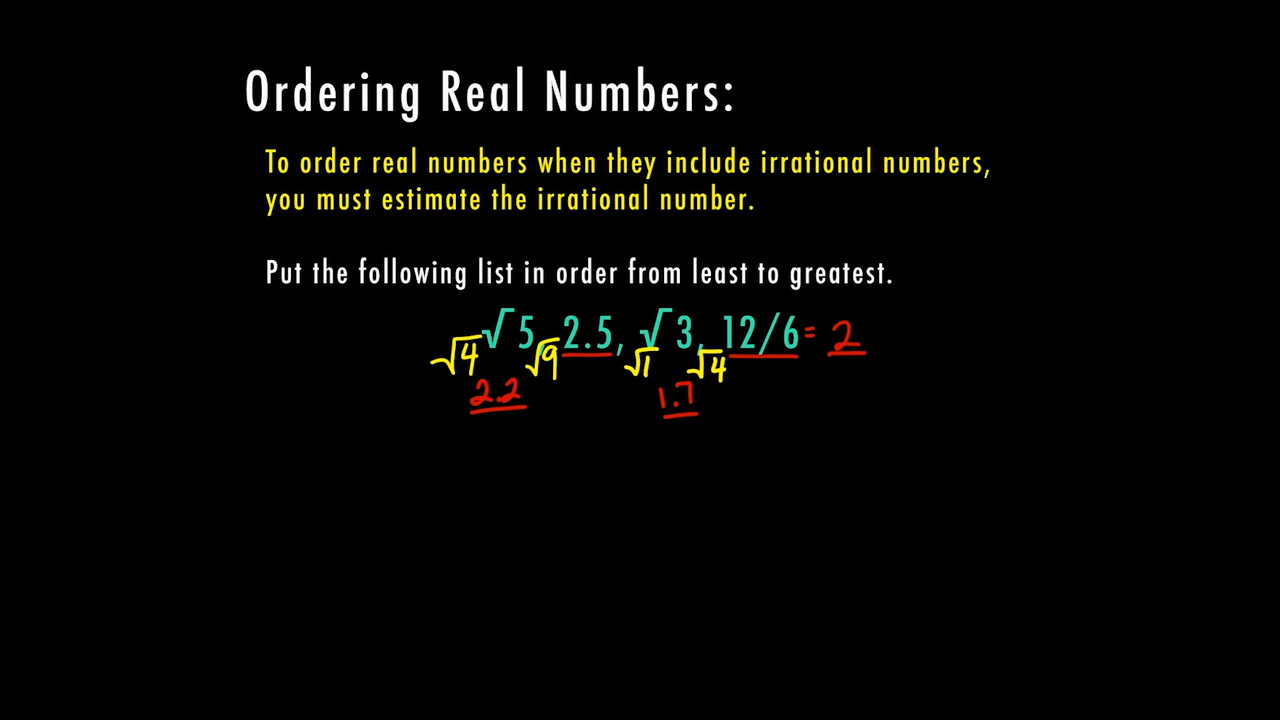 Ordering Real Numbers:
To order real numbers when they include irrational numbers,
you must estimate the irrational number.
Put the following list in order from least to greatest.
√5, 2.5, √3, 12/6 = 2
√4 √9 √1 √4
2.2 1.7